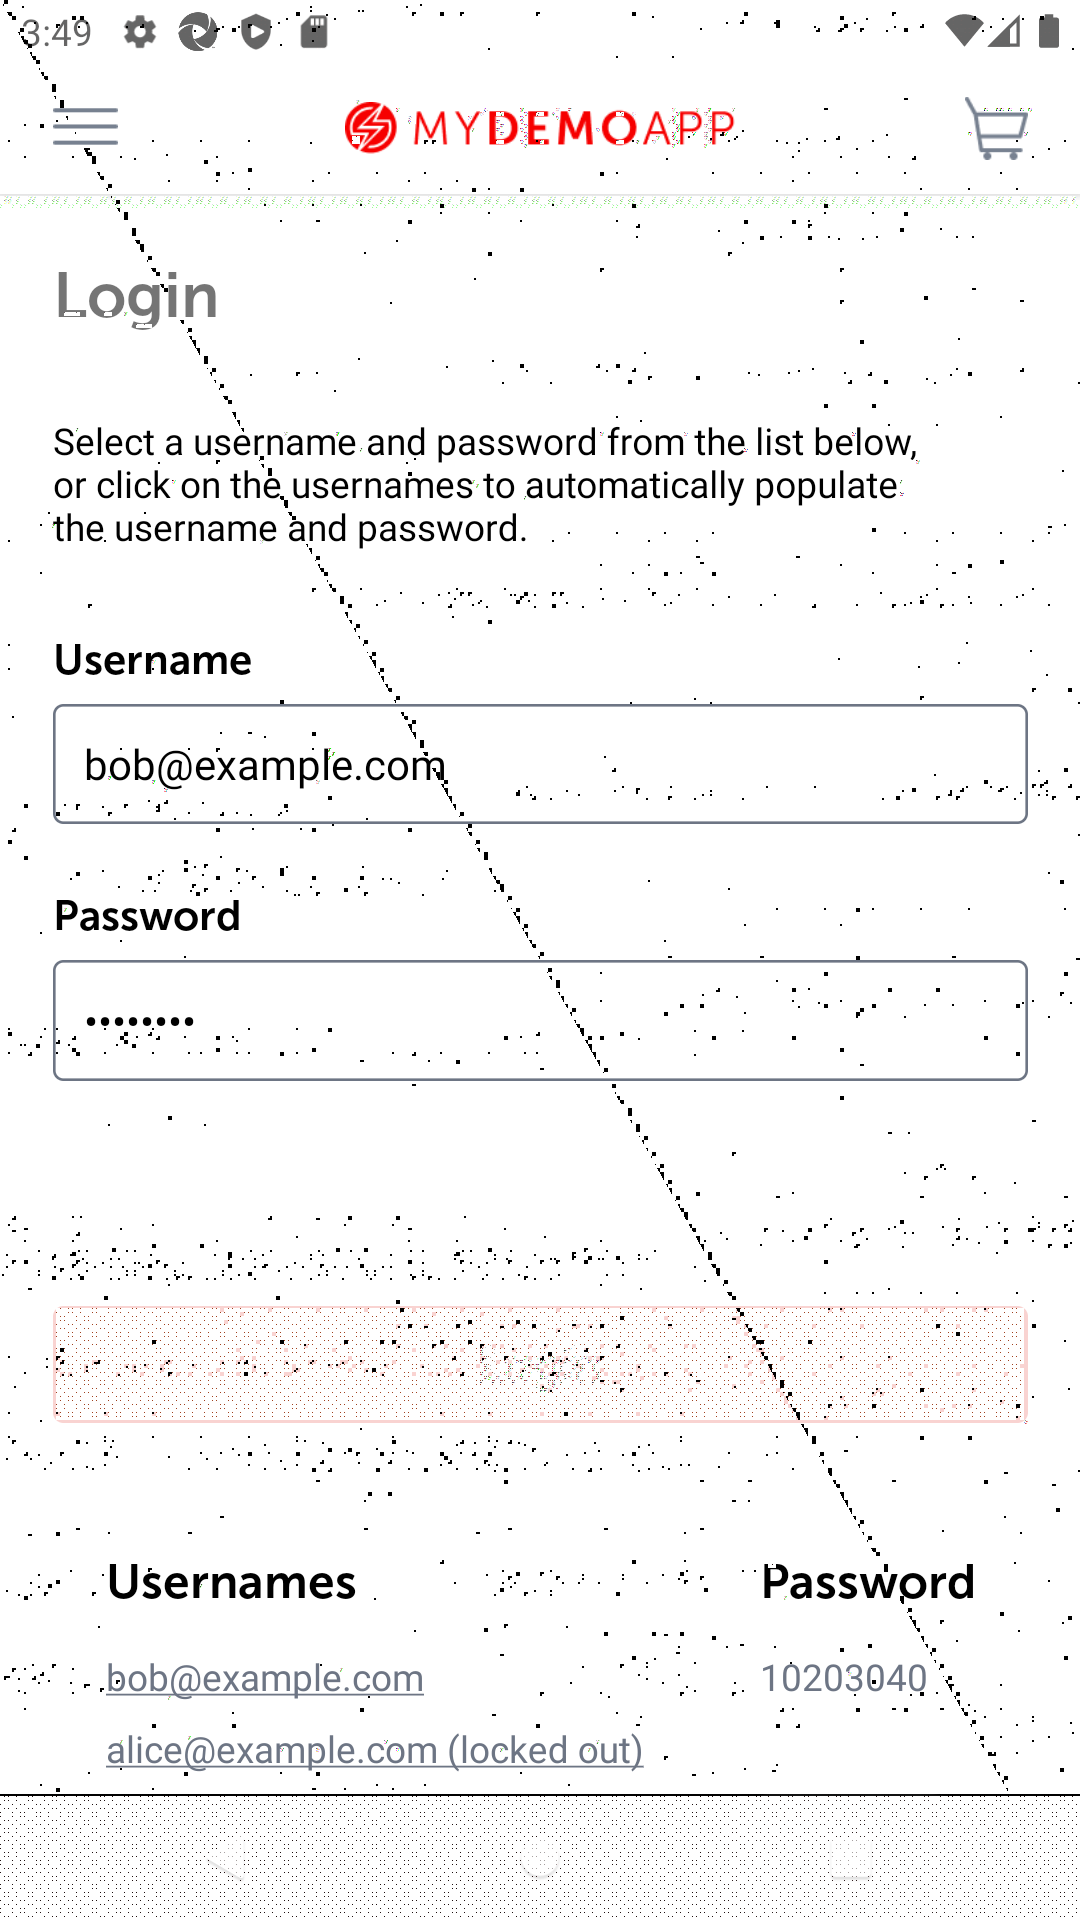 3:49
MYDEMOAPP
Login
Select a username and password from the list below,
or click on the usernames to automatically populate
the username and password.
Username
bob@example.com
Password
••••••••
Usernames Password
bob@example.com 10203040
alice@example.com (locked out)